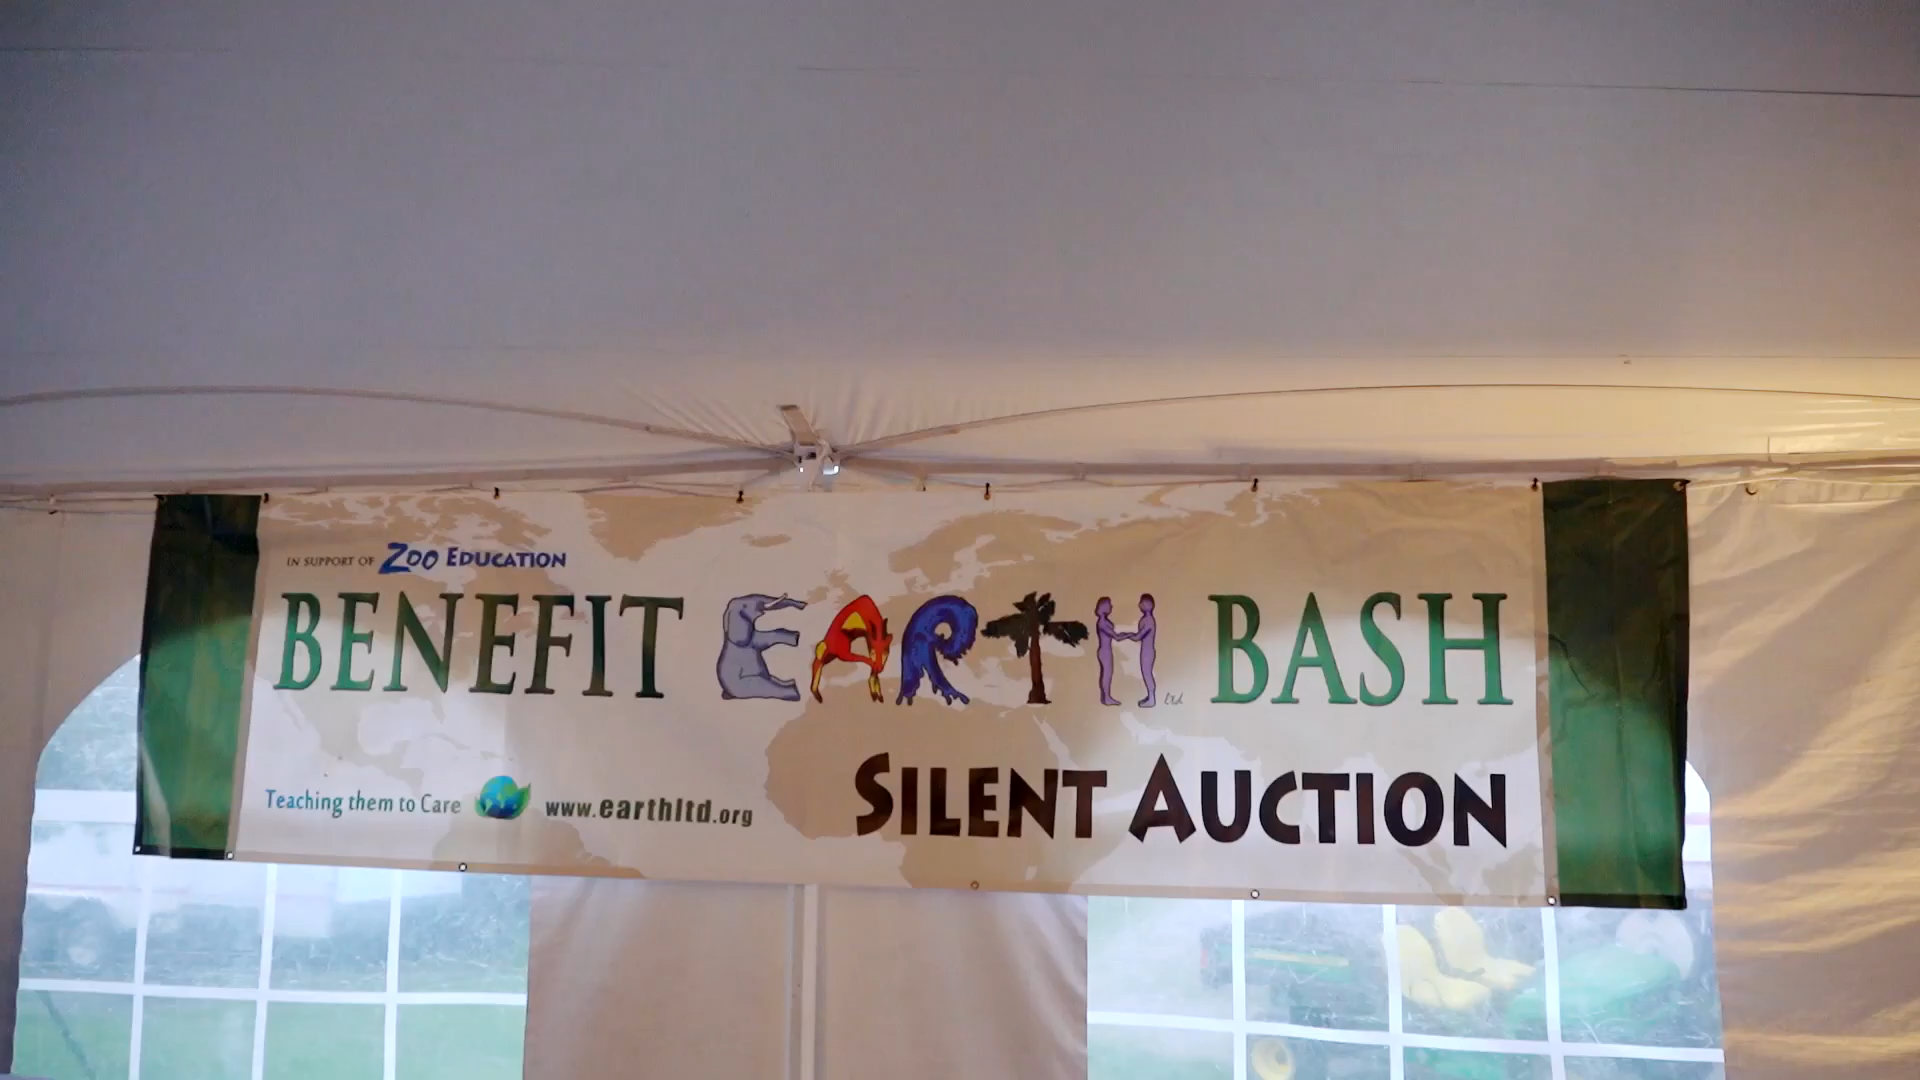 IN SUPPORT OF ZOO EDUCATION
BENEFIT EARTH Ltd. BASH
SILENT AUCTION
Teaching them to Care www.earthltd.org